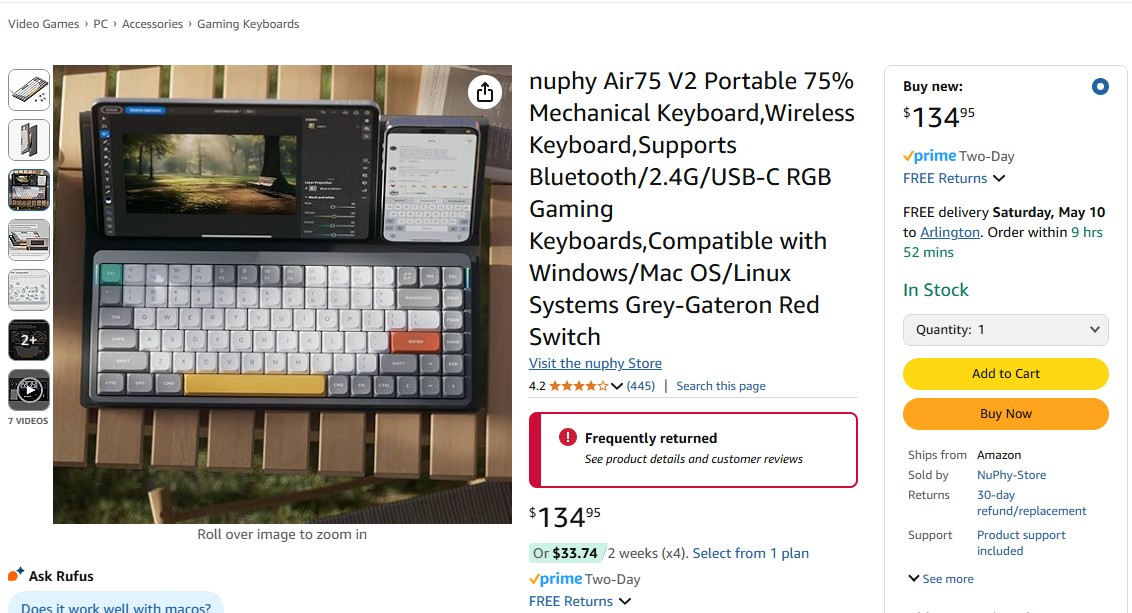 Video Games › PC › Accessories › Gaming Keyboards
7 VIDEOS
Roll over image to zoom in
Ask Rufus
Does it work well with macos?
nuphy Air75 V2 Portable 75%
Mechanical Keyboard,Wireless
Keyboard,Supports
Bluetooth/2.4G/USB-C RGB
Gaming
Keyboards,Compatible with
Windows/Mac OS/Linux
Systems Grey-Gateron Red
Switch
Visit the nuphy Store
4.2 (445) | Search this page
Frequently returned
See product details and customer reviews
$134.95
Or $33.74 /2 weeks (x4). Select from 1 plan
prime Two-Day
FREE Returns
Buy new:
$134.95
prime Two-Day
FREE Returns
FREE delivery Saturday, May 10
to Arlington. Order within 9 hrs
52 mins
In Stock
Quantity: 1
Add to Cart
Buy Now
Ships from Amazon
Sold by NuPhy-Store
Returns 30-day
refund/replacement
Support Product support
included
See more
2+